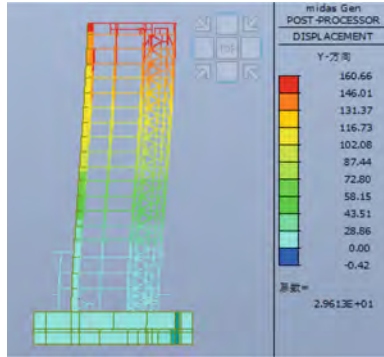 midas Gen
POST-PROCESSOR
DISPLACEMENT
Y-方向
160.66
146.01
131.37
116.73
102.08
87.44
72.80
58.15
43.51
28.86
0.00
-0.42
系数=
2.9613E+01